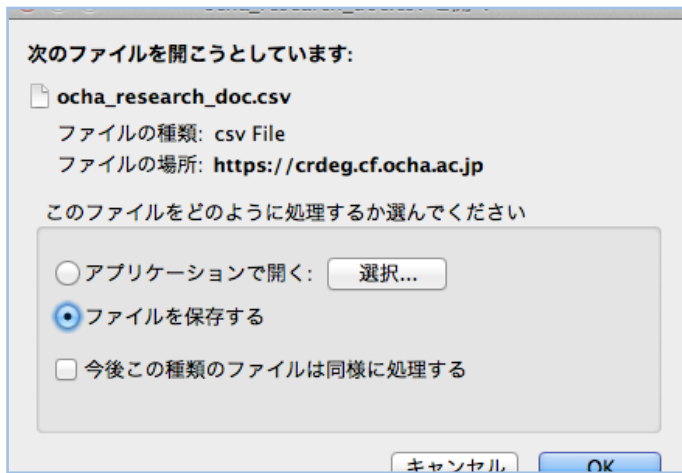 次のファイルを開こうとしています:
ocha_research_doc.csv
ファイルの種類: csv File
ファイルの場所: https://crdeg.cf.ocha.ac.jp
このファイルをどのように処理するか選んでください
アプリケーションで開く: 選択...
ファイルを保存する
今後この種類のファイルは同様に処理する
キャンセル OK